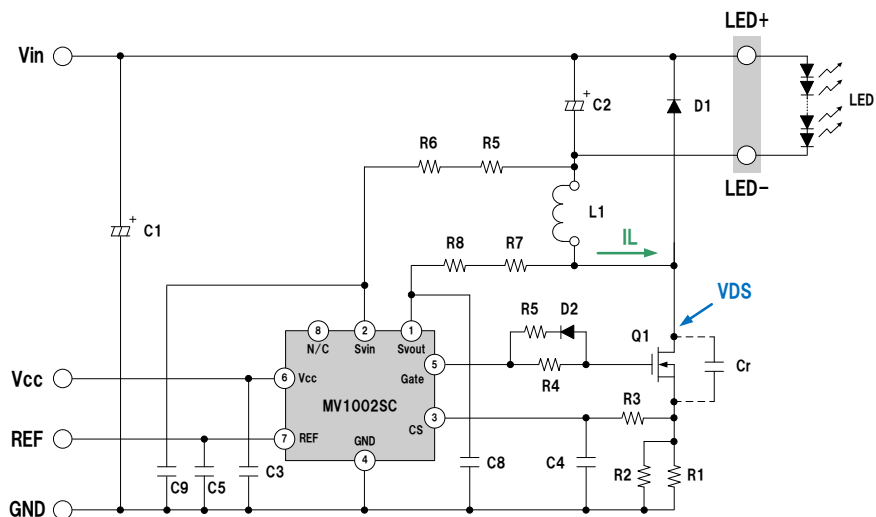 LED+
Vin
C2
D1
LED
R6
R5
LED-
C1
L1
R8
R7
IL
VDS
8
N/C
2
Svin
1
Svout
R5
D2
Q1
5
Gate
R4
Cr
Vcc
6
Vcc
MV1002SC
3
CS
R3
REF
7
REF
GND
4
C9
C5
C3
C8
C4
R2
R1
GND
+
+